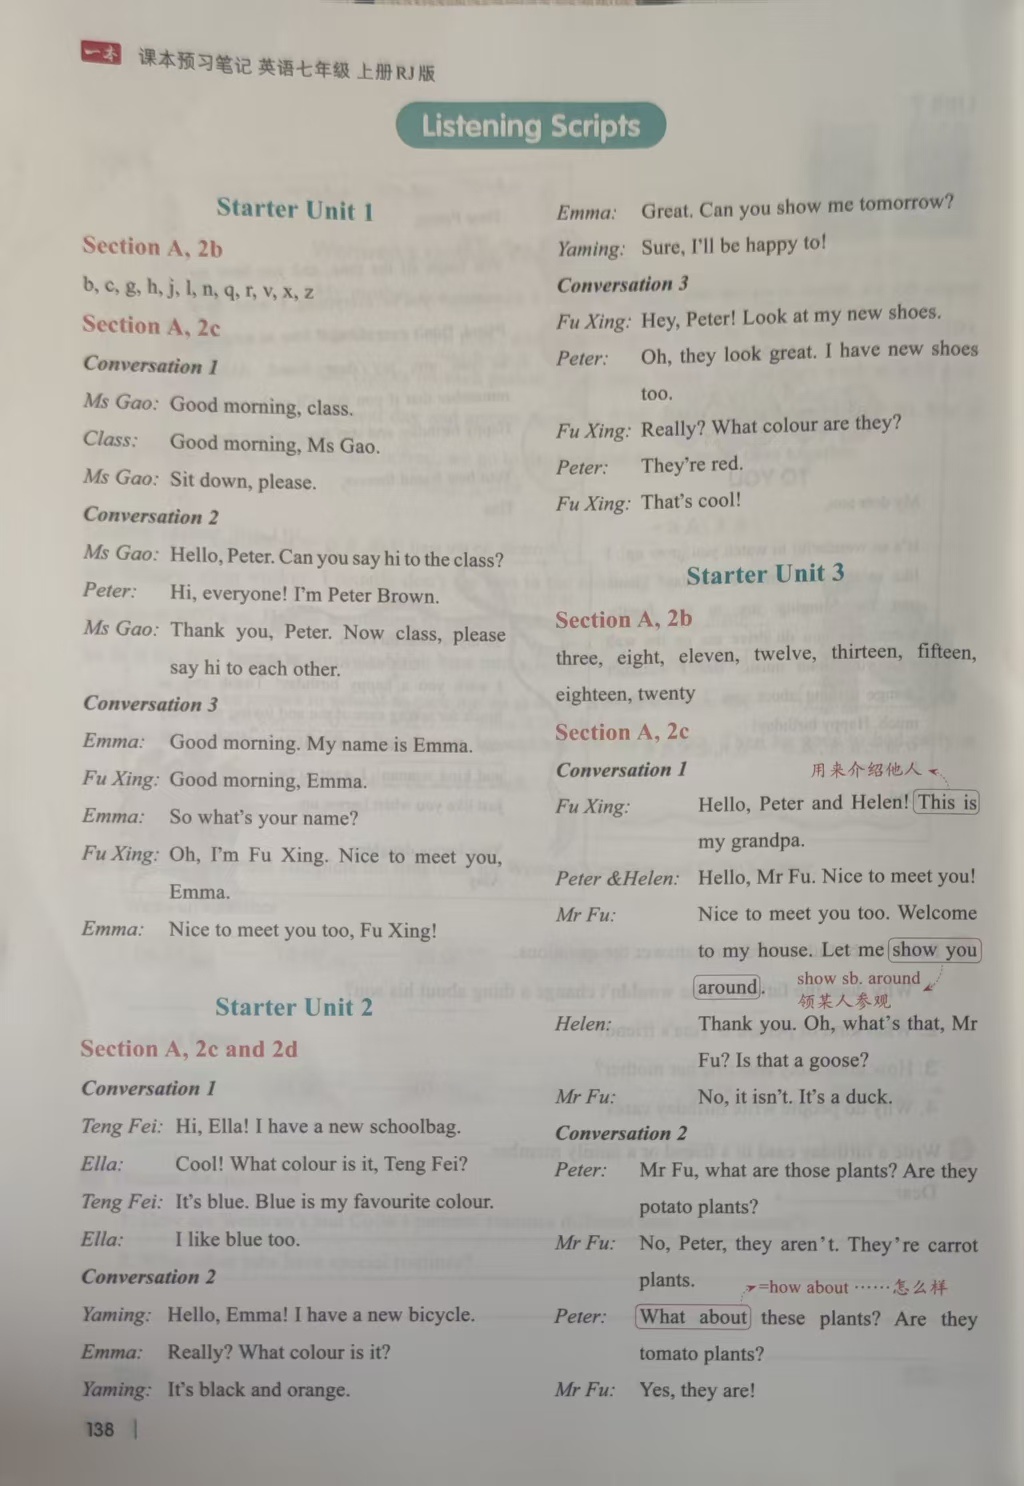 一本 课本预习笔记 英语七年级 上册RJ版
Listening Scripts
Starter Unit 1
Section A, 2b
b, c, g, h, j, l, n, q, r, v, x, z
Section A, 2c
Conversation 1
Ms Gao: Good morning, class.
Class: Good morning, Ms Gao.
Ms Gao: Sit down, please.
Conversation 2
Ms Gao: Hello, Peter. Can you say hi to the class?
Peter: Hi, everyone! I'm Peter Brown.
Ms Gao: Thank you, Peter. Now class, please
say hi to each other.
Conversation 3
Emma: Good morning. My name is Emma.
Fu Xing: Good morning, Emma.
Emma: So what's your name?
Fu Xing: Oh, I'm Fu Xing. Nice to meet you,
Emma.
Emma: Nice to meet you too, Fu Xing!
Starter Unit 2
Section A, 2c and 2d
Conversation 1
Teng Fei: Hi, Ella! I have a new schoolbag.
Ella: Cool! What colour is it, Teng Fei?
Teng Fei: It's blue. Blue is my favourite colour.
Ella: I like blue too.
Conversation 2
Yaming: Hello, Emma! I have a new bicycle.
Emma: Really? What colour is it?
Yaming: It's black and orange.
Emma: Great. Can you show me tomorrow?
Yaming: Sure, I'll be happy to!
Conversation 3
Fu Xing: Hey, Peter! Look at my new shoes.
Peter: Oh, they look great. I have new shoes
too.
Fu Xing: Really? What colour are they?
Peter: They're red.
Fu Xing: That's cool!
Starter Unit 3
Section A, 2b
three, eight, eleven, twelve, thirteen, fifteen,
eighteen, twenty
Section A, 2c
Conversation 1
用来介绍他人
Fu Xing: Hello, Peter and Helen! This is
my grandpa.
Peter &Helen: Hello, Mr Fu. Nice to meet you!
Mr Fu: Nice to meet you too. Welcome
to my house. Let me show you
around.
show sb. around
领某人参观
Helen: Thank you. Oh, what's that, Mr
Fu? Is that a goose?
Mr Fu: No, it isn't. It's a duck.
Conversation 2
Peter: Mr Fu, what are those plants? Are they
potato plants?
Mr Fu: No, Peter, they aren't. They're carrot
plants.
=how about ……怎么样
Peter: What about these plants? Are they
tomato plants?
Mr Fu: Yes, they are!
138